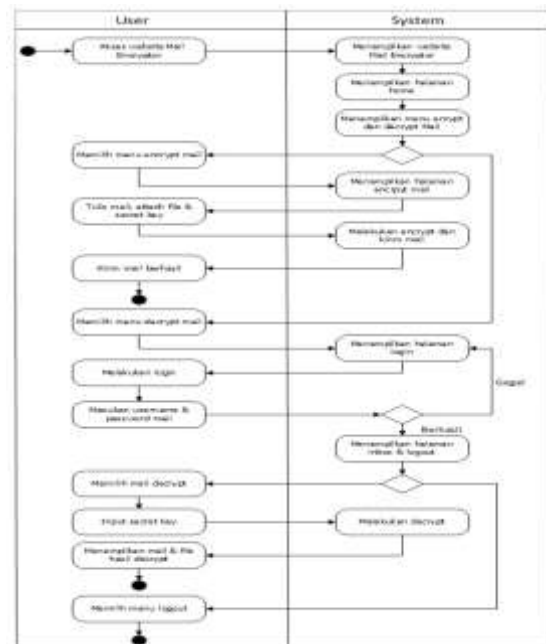 User
System
Akses website Mail
Encryptor
Menampilkan website
Mail Encryptor
Menampilkan halaman
home
Menampilkan menu encrypt
dan decrypt Mail
Memilih menu encrypt mail
Menampilkan halaman
encrypt mail
Tulis mail, attach file &
secret key
Melakukan encrypt dan
kirim mail
Kirim mail berhasil
Memilih menu decrypt mail
Menampilkan halaman
login
Melakukan login
Gagal
Masukan username &
password mail
Berhasil
Menampilkan halaman
inbox & logout
Memilih mail decrypt
Input secret key
Melakukan decrypt
Menampilkan mail & file
hasil decrypt
Memilih menu logout